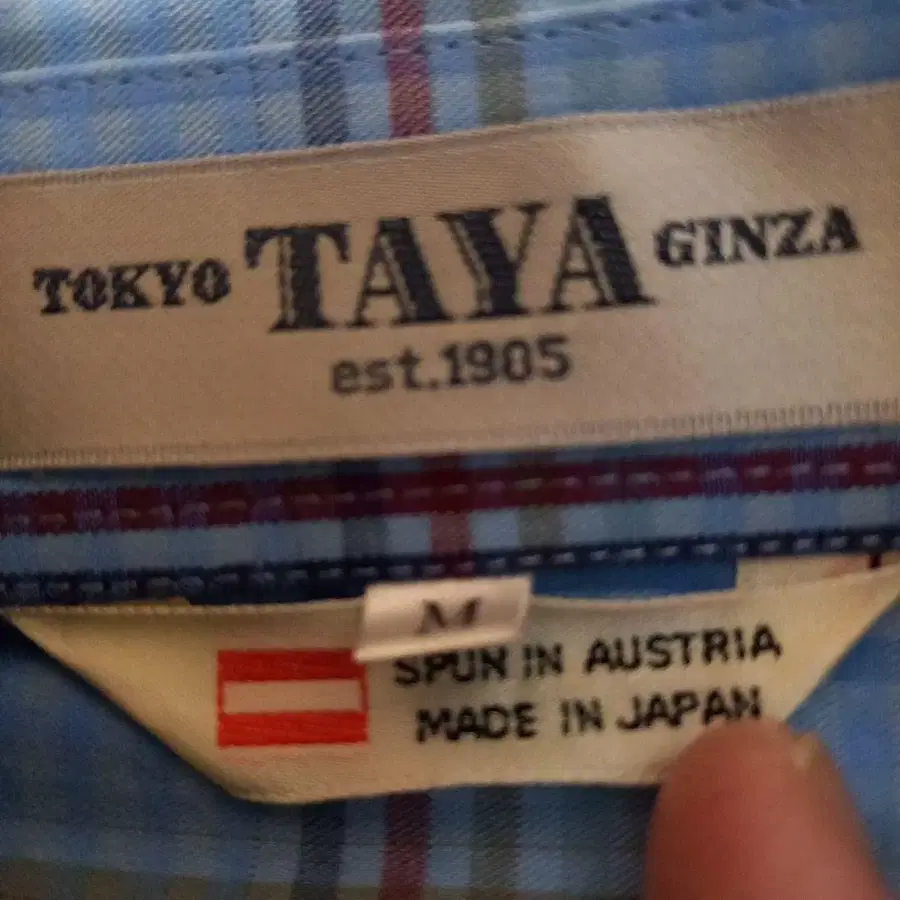 TOKYO TAYA GINZA
est.1905
M
SPUN IN AUSTRIA
MADE IN JAPAN